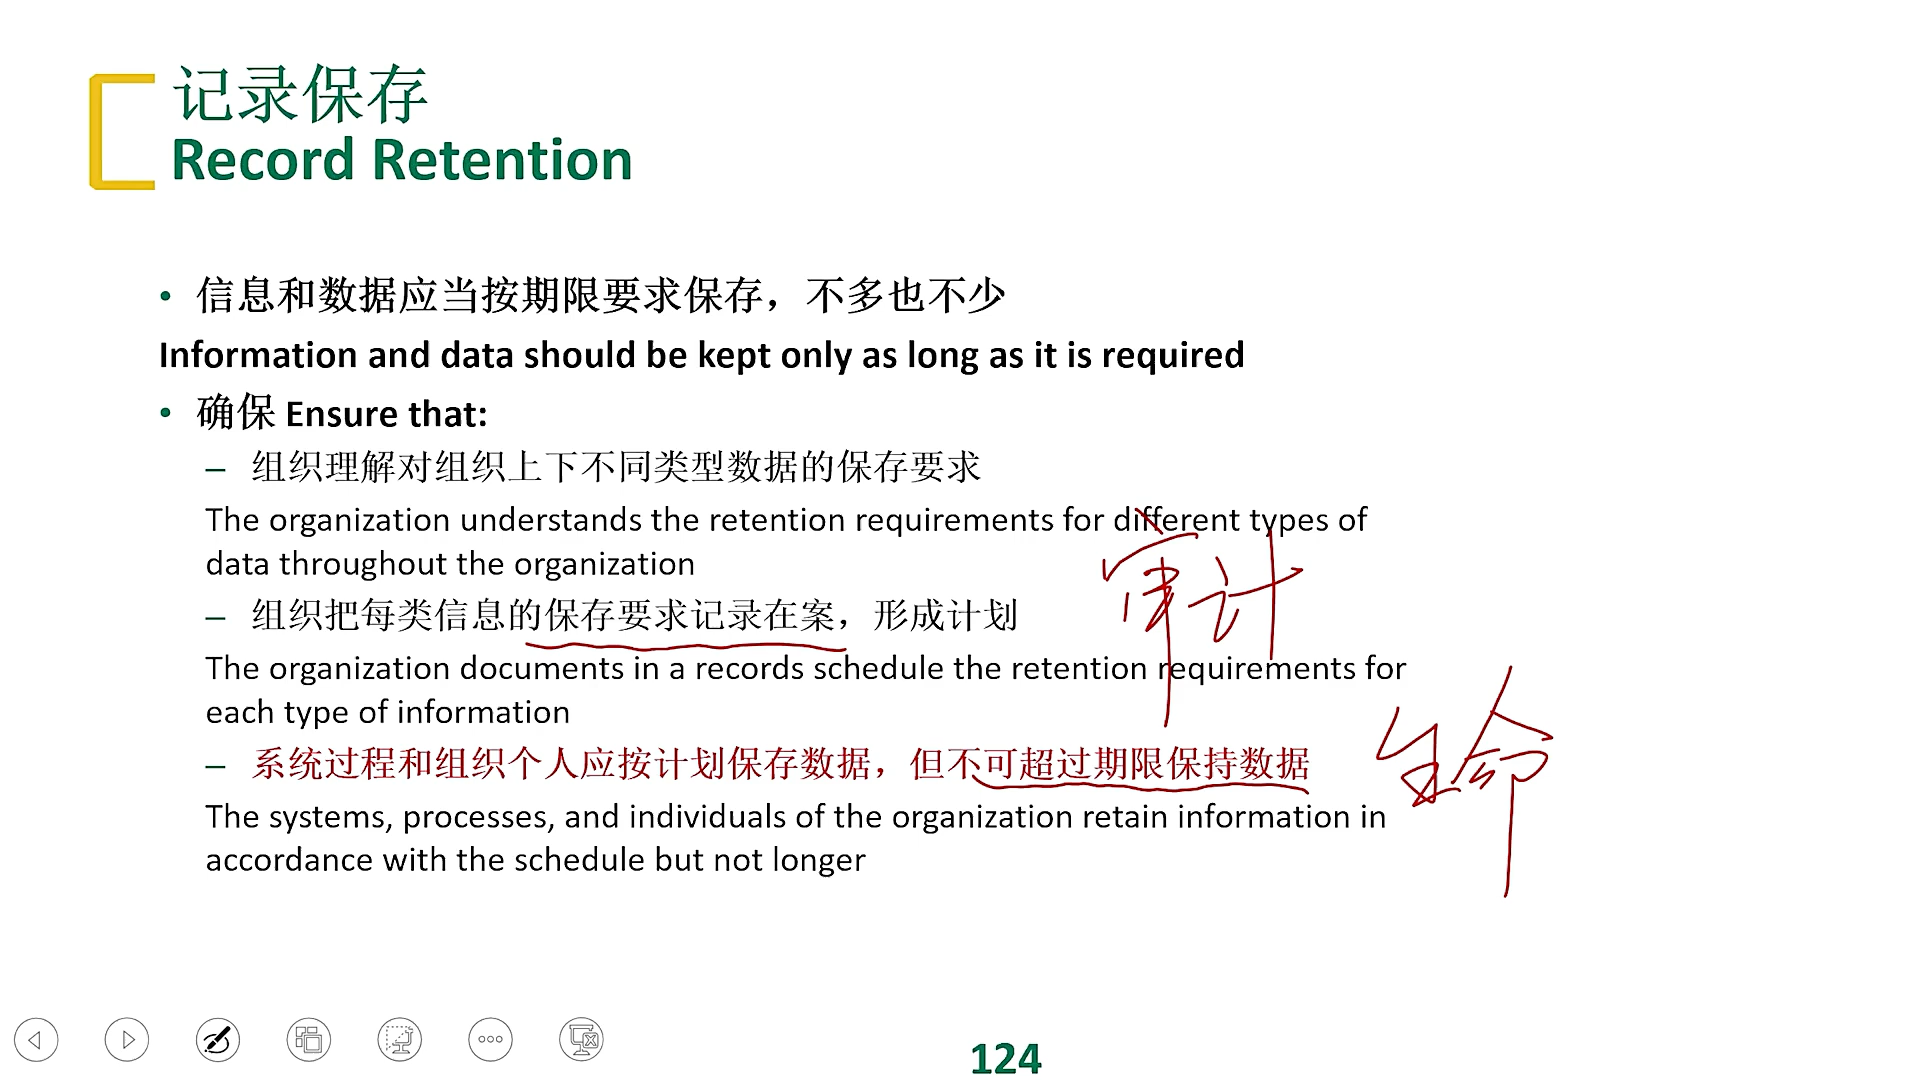 记录保存
Record Retention
• 信息和数据应当按期限要求保存，不多也不少
Information and data should be kept only as long as it is required
• 确保 Ensure that:
– 组织理解对组织上下不同类型数据的保存要求
The organization understands the retention requirements for different types of
data throughout the organization
审计
– 组织把每类信息的保存要求记录在案，形成计划
The organization documents in a records schedule the retention requirements for
each type of information
生命
– 系统过程和组织个人应按计划保存数据，但不可超过期限保持数据
The systems, processes, and individuals of the organization retain information in
accordance with the schedule but not longer
124